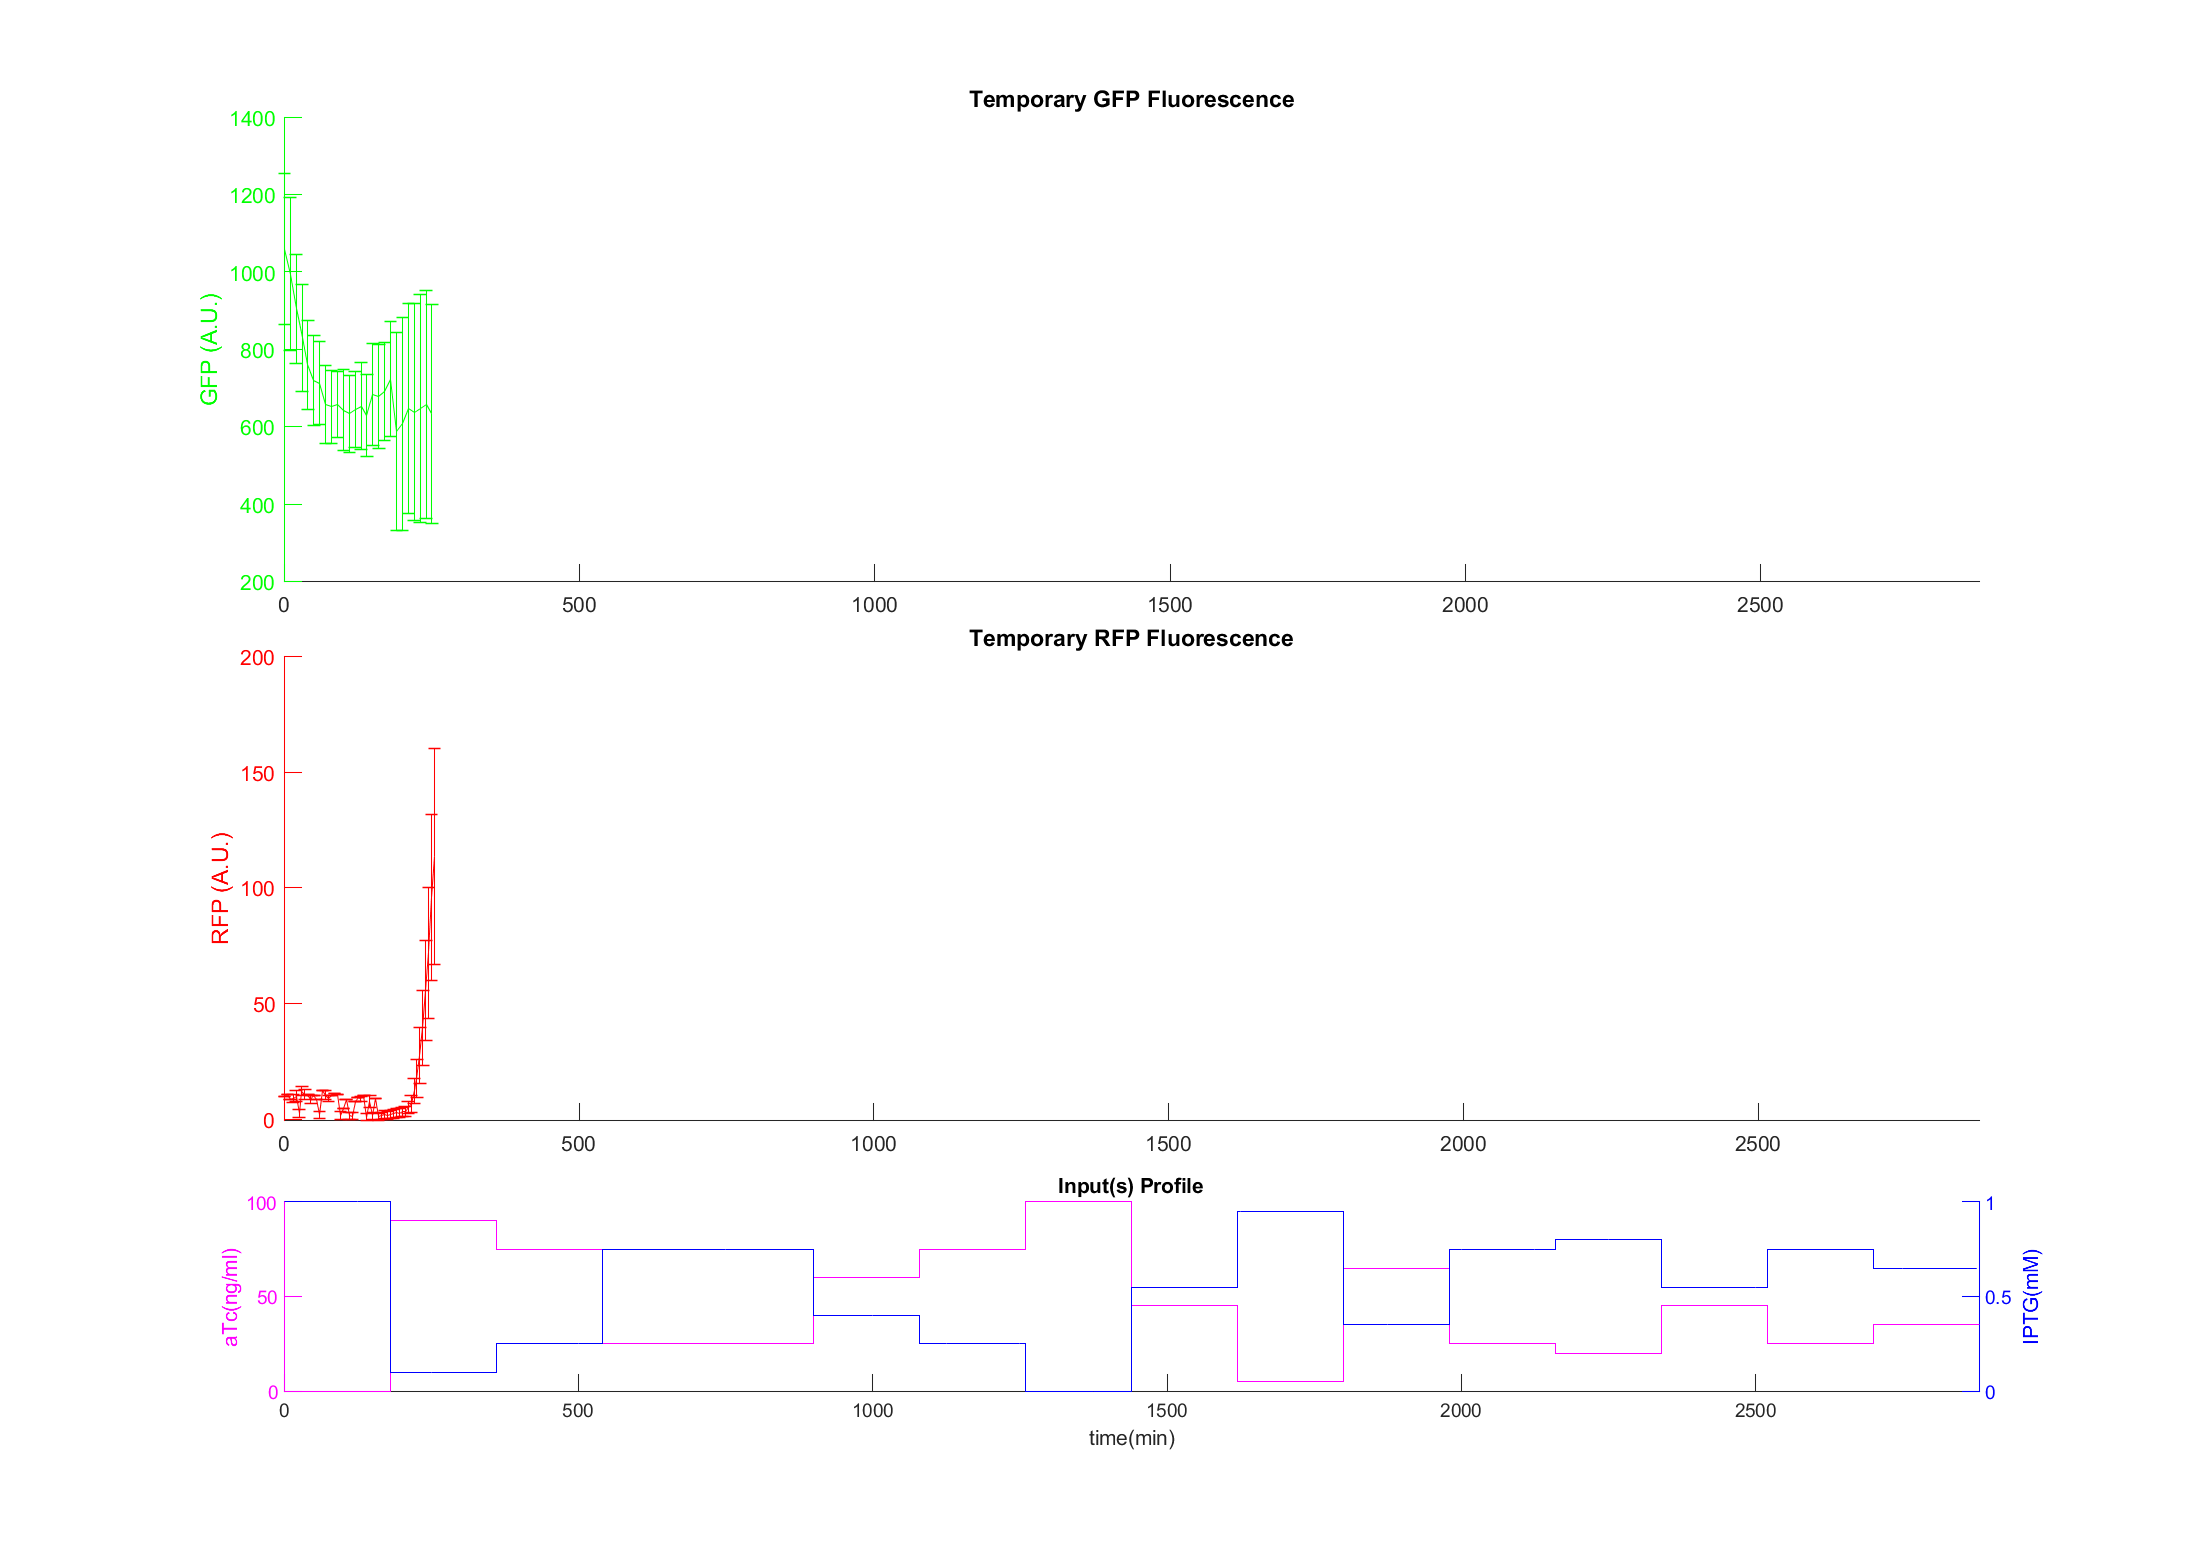 Temporary GFP Fluorescence
1400
1200
1000
800
600
400
200
GFP (A.U.)
0 500 1000 1500 2000 2500
Temporary RFP Fluorescence
200
150
100
50
0
RFP (A.U.)
0 500 1000 1500 2000 2500
Input(s) Profile
100
50
0
aTc(ng/ml)
1
0.5
0
IPTG(mM)
0 500 1000 1500 2000 2500
time(min)